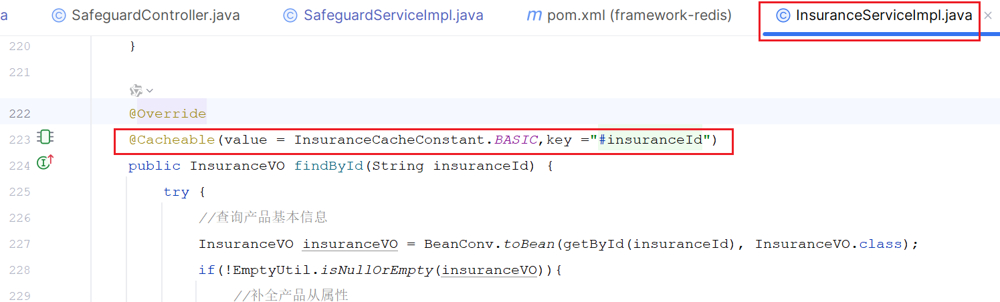 a SafeguardController.java SafeguardServiceImpl.java m pom.xml (framework-redis) InsuranceServiceImpl.java
220 }
221
222 @Override
223 @Cacheable(value = InsuranceCacheConstant.BASIC,key ="#insuranceId")
224 public InsuranceVO findById(String insuranceId) {
225 try {
226 //查询产品基本信息
227 InsuranceVO insuranceVO = BeanConv.toBean(getById(insuranceId), InsuranceVO.class);
228 if(!EmptyUtil.isNullOrEmpty(insuranceVO)){
229 //补全产品从属性